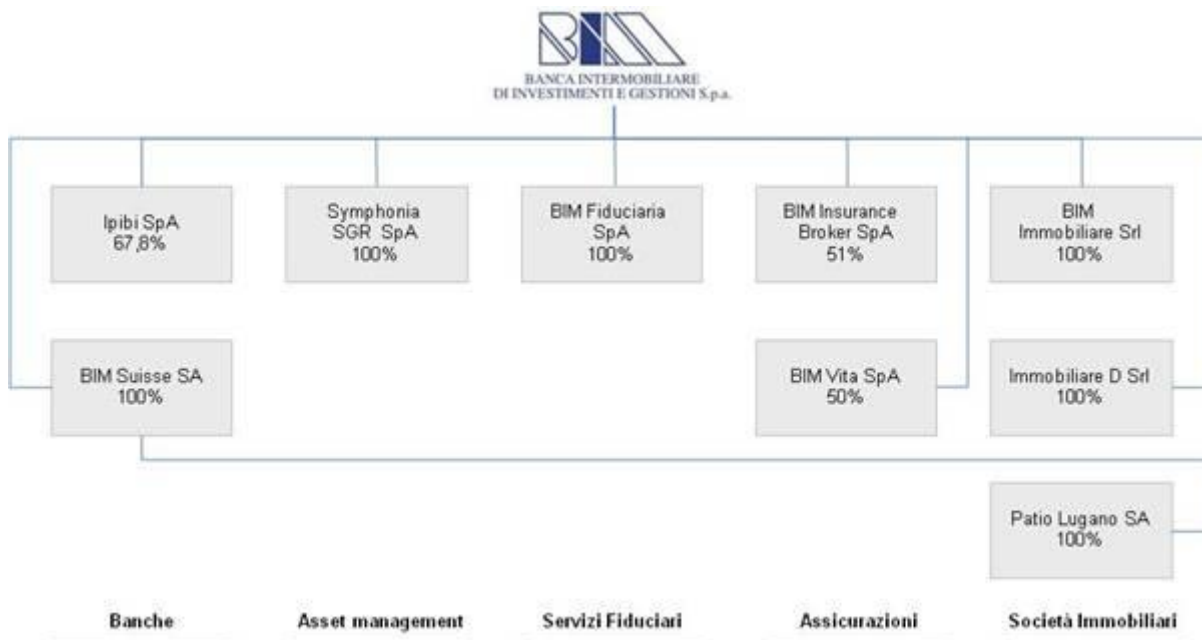 BIM
BANCA INTERMOBILIARE
DI INVESTIMENTI E GESTIONI S.p.a.
Ipibi SpA
67,8%
Symphonia
SGR SpA
100%
BIM Fiduciaria
SpA
100%
BIM Insurance
Broker SpA
51%
BIM
Immobiliare Srl
100%
BIM Suisse SA
100%
BIM Vita SpA
50%
Immobiliare D Srl
100%
Patio Lugano SA
100%
Banche
Asset management
Servizi Fiduciari
Assicurazioni
Società Immobiliari